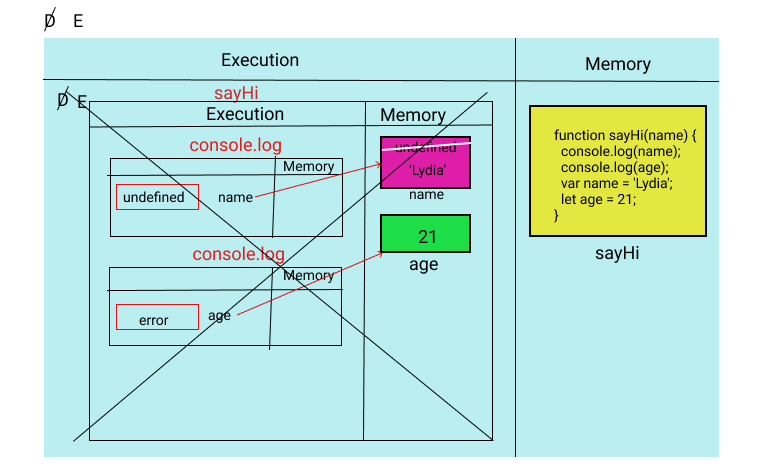 D E
Execution
Memory
D E
sayHi
Execution
Memory
console.log
Memory
undefined
name
undefined
'Lydia'
name
console.log
Memory
error
age
21
age
function sayHi(name) {
console.log(name);
console.log(age);
var name = 'Lydia';
let age = 21;
}
sayHi